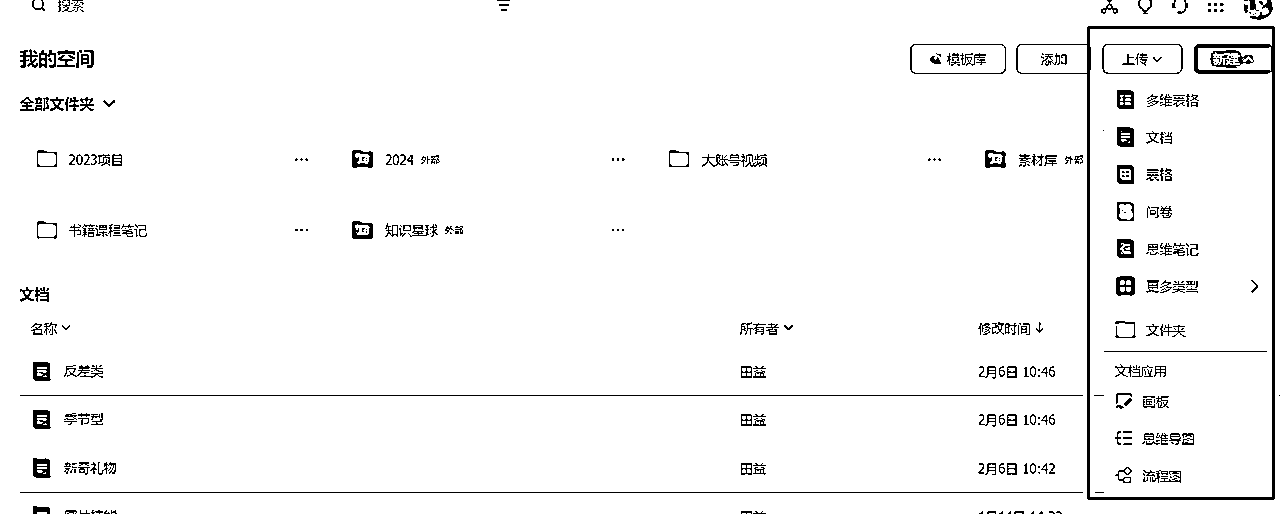 搜索
我的空间
模板库 添加 上传 新建
全部文件夹
2023项目 ... 2024 外部 ... 大账号视频 ... 素材库 外部
书籍课程笔记 ... 知识星球 外部 ...
多维表格
文档
表格
问卷
思维笔记
更多类型
文件夹
文档应用
画板
思维导图
流程图
文档
名称 所有者 修改时间
反差类 田益 2月6日 10:46
季节型 田益 2月6日 10:46
新奇礼物 田益 2月6日 10:42
田益